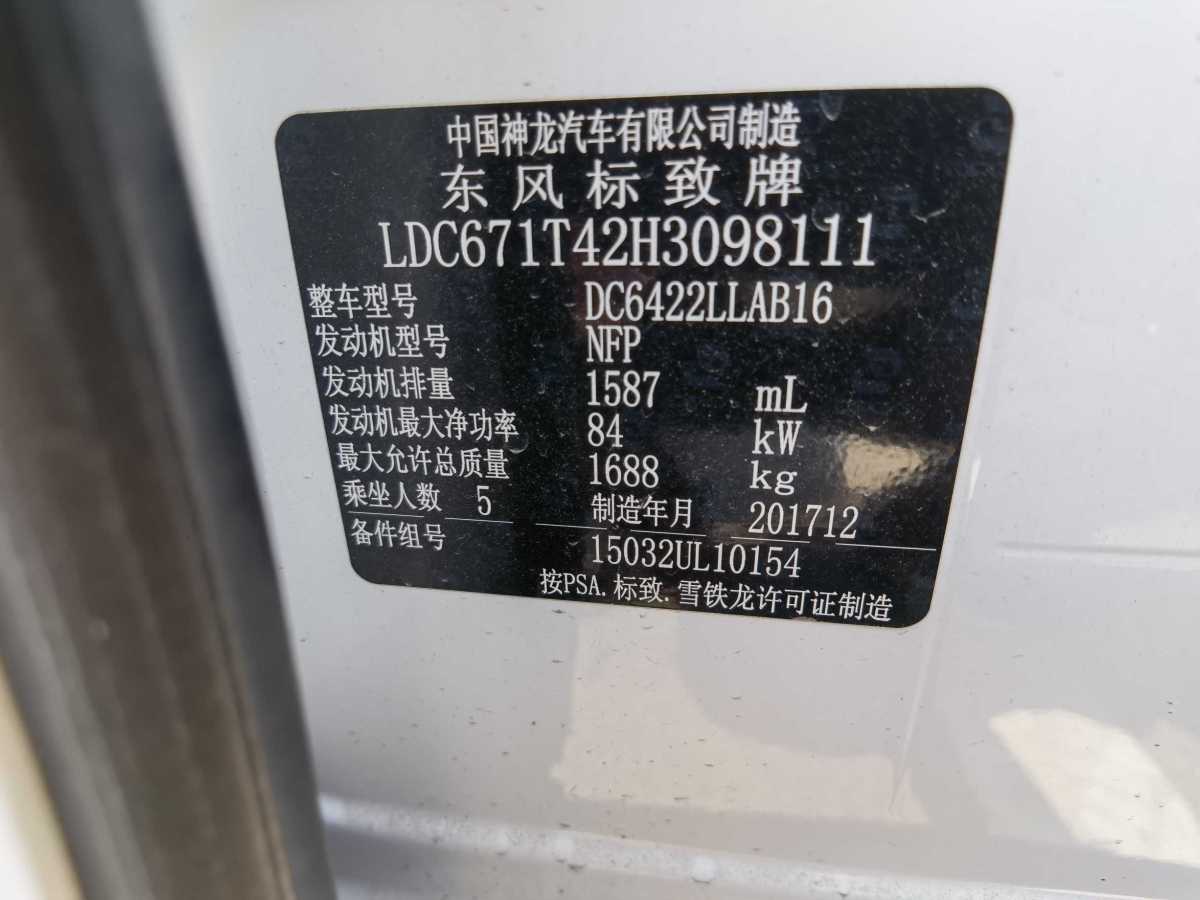 中国神龙汽车有限公司制造
东风标致牌
LDC671T42H3098111
整车型号 DC6422LLAB16
发动机型号 NFP
发动机排量 1587 mL
发动机最大净功率 84 kW
最大允许总质量 1688 kg
乘坐人数 5 制造年月 201712
备件组号 15032UL10154
按PSA.标致.雪铁龙许可证制造